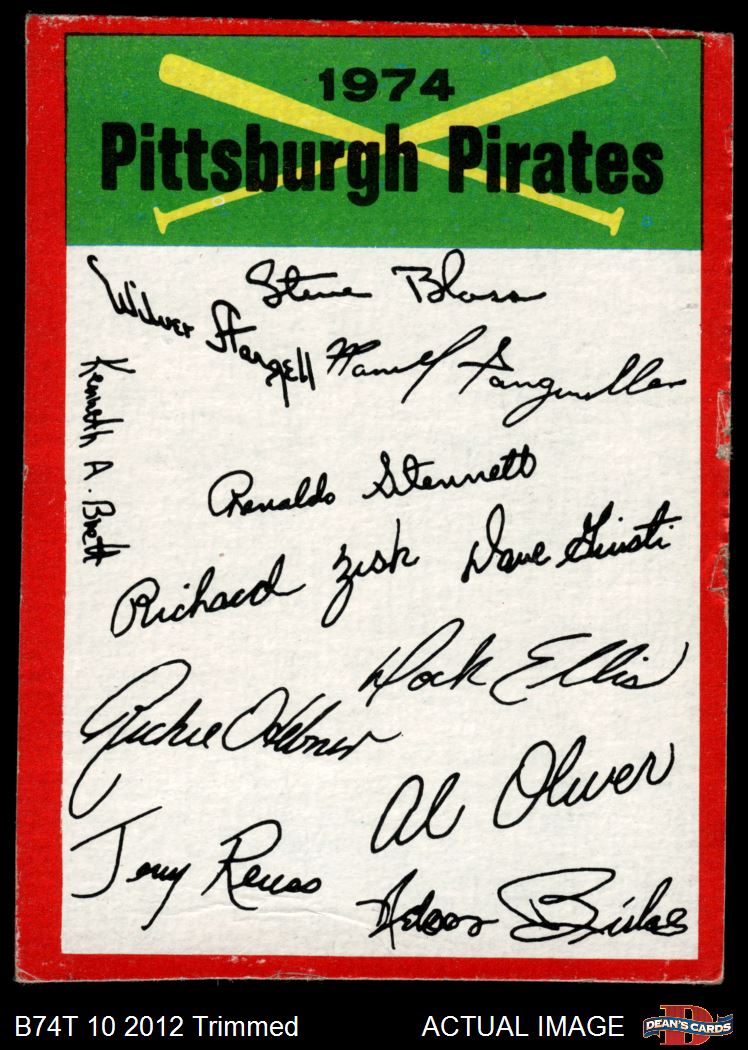 1974
Pittsburgh Pirates
Steve Blass
Wilver Stargell
Manuel Sanguillen
Kenneth A. Brett
Renaldo Stennett
Richard Zisk
Dave Giusti
Dock Ellis
Richie Hebner
Al Oliver
Jerry Reuss
Nelson Briles
B74T 10 2012 Trimmed
ACTUAL IMAGE
D
DEAN'S CARDS